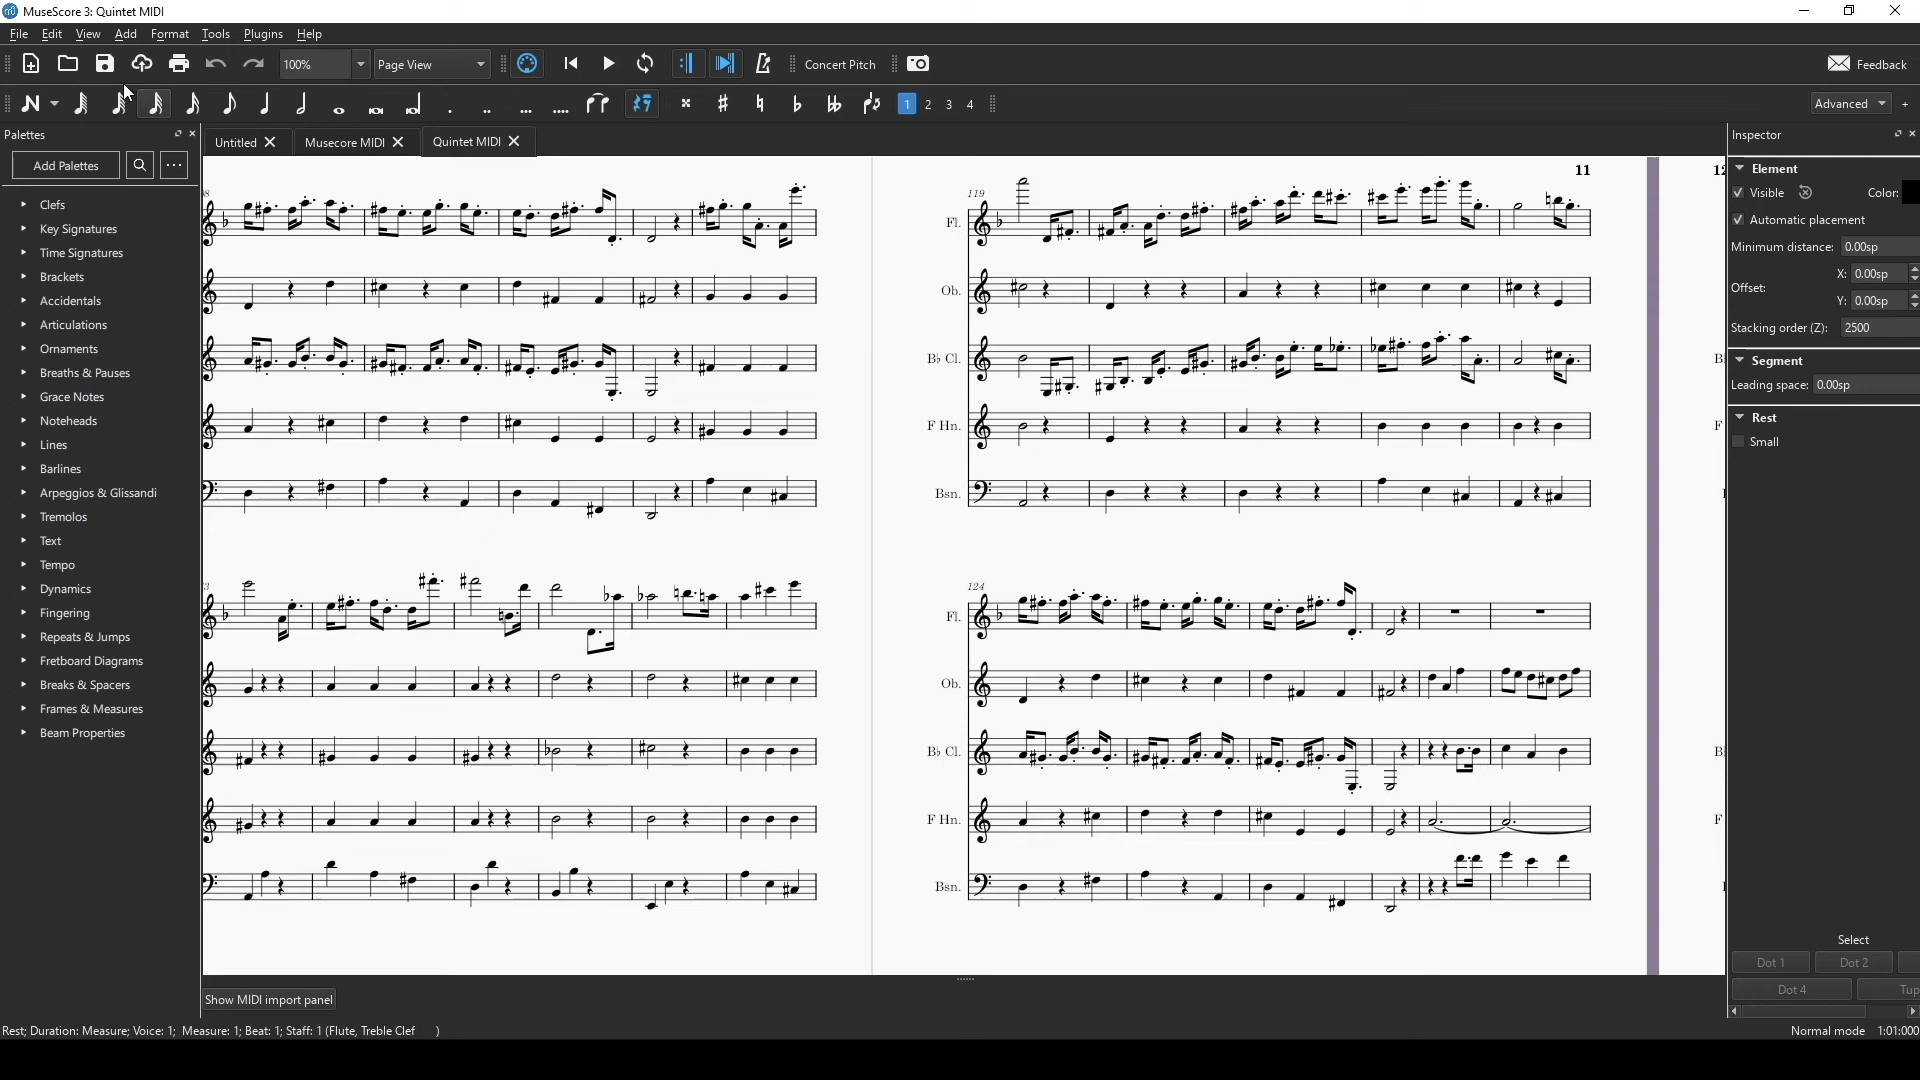 MuseScore 3: Quintet MIDI
File Edit View Add Format Tools Plugins Help
100% Page View Concert Pitch Feedback
1 2 3 4 Advanced +
Palettes
Add Palettes
Clefs
Key Signatures
Time Signatures
Brackets
Accidentals
Articulations
Ornaments
Breaths & Pauses
Grace Notes
Noteheads
Lines
Barlines
Arpeggios & Glissandi
Tremolos
Text
Tempo
Dynamics
Fingering
Repeats & Jumps
Fretboard Diagrams
Breaks & Spacers
Frames & Measures
Beam Properties
Untitled Musecore MIDI Quintet MIDI
11
119
Fl.
Ob.
B♭ Cl.
F Hn.
Bsn.
124
Fl.
Ob.
B♭ Cl.
F Hn.
Bsn.
Inspector
Element
Visible Color:
Automatic placement
Minimum distance: 0.00sp
Offset: X: 0.00sp
Y: 0.00sp
Stacking order (Z): 2500
Segment
Leading space: 0.00sp
Rest
Small
Select
Dot 1 Dot 2
Dot 4 Tup
Show MIDI import panel
Rest; Duration: Measure; Voice: 1; Measure: 1; Beat: 1; Staff: 1 (Flute, Treble Clef )
Normal mode 1:01:000